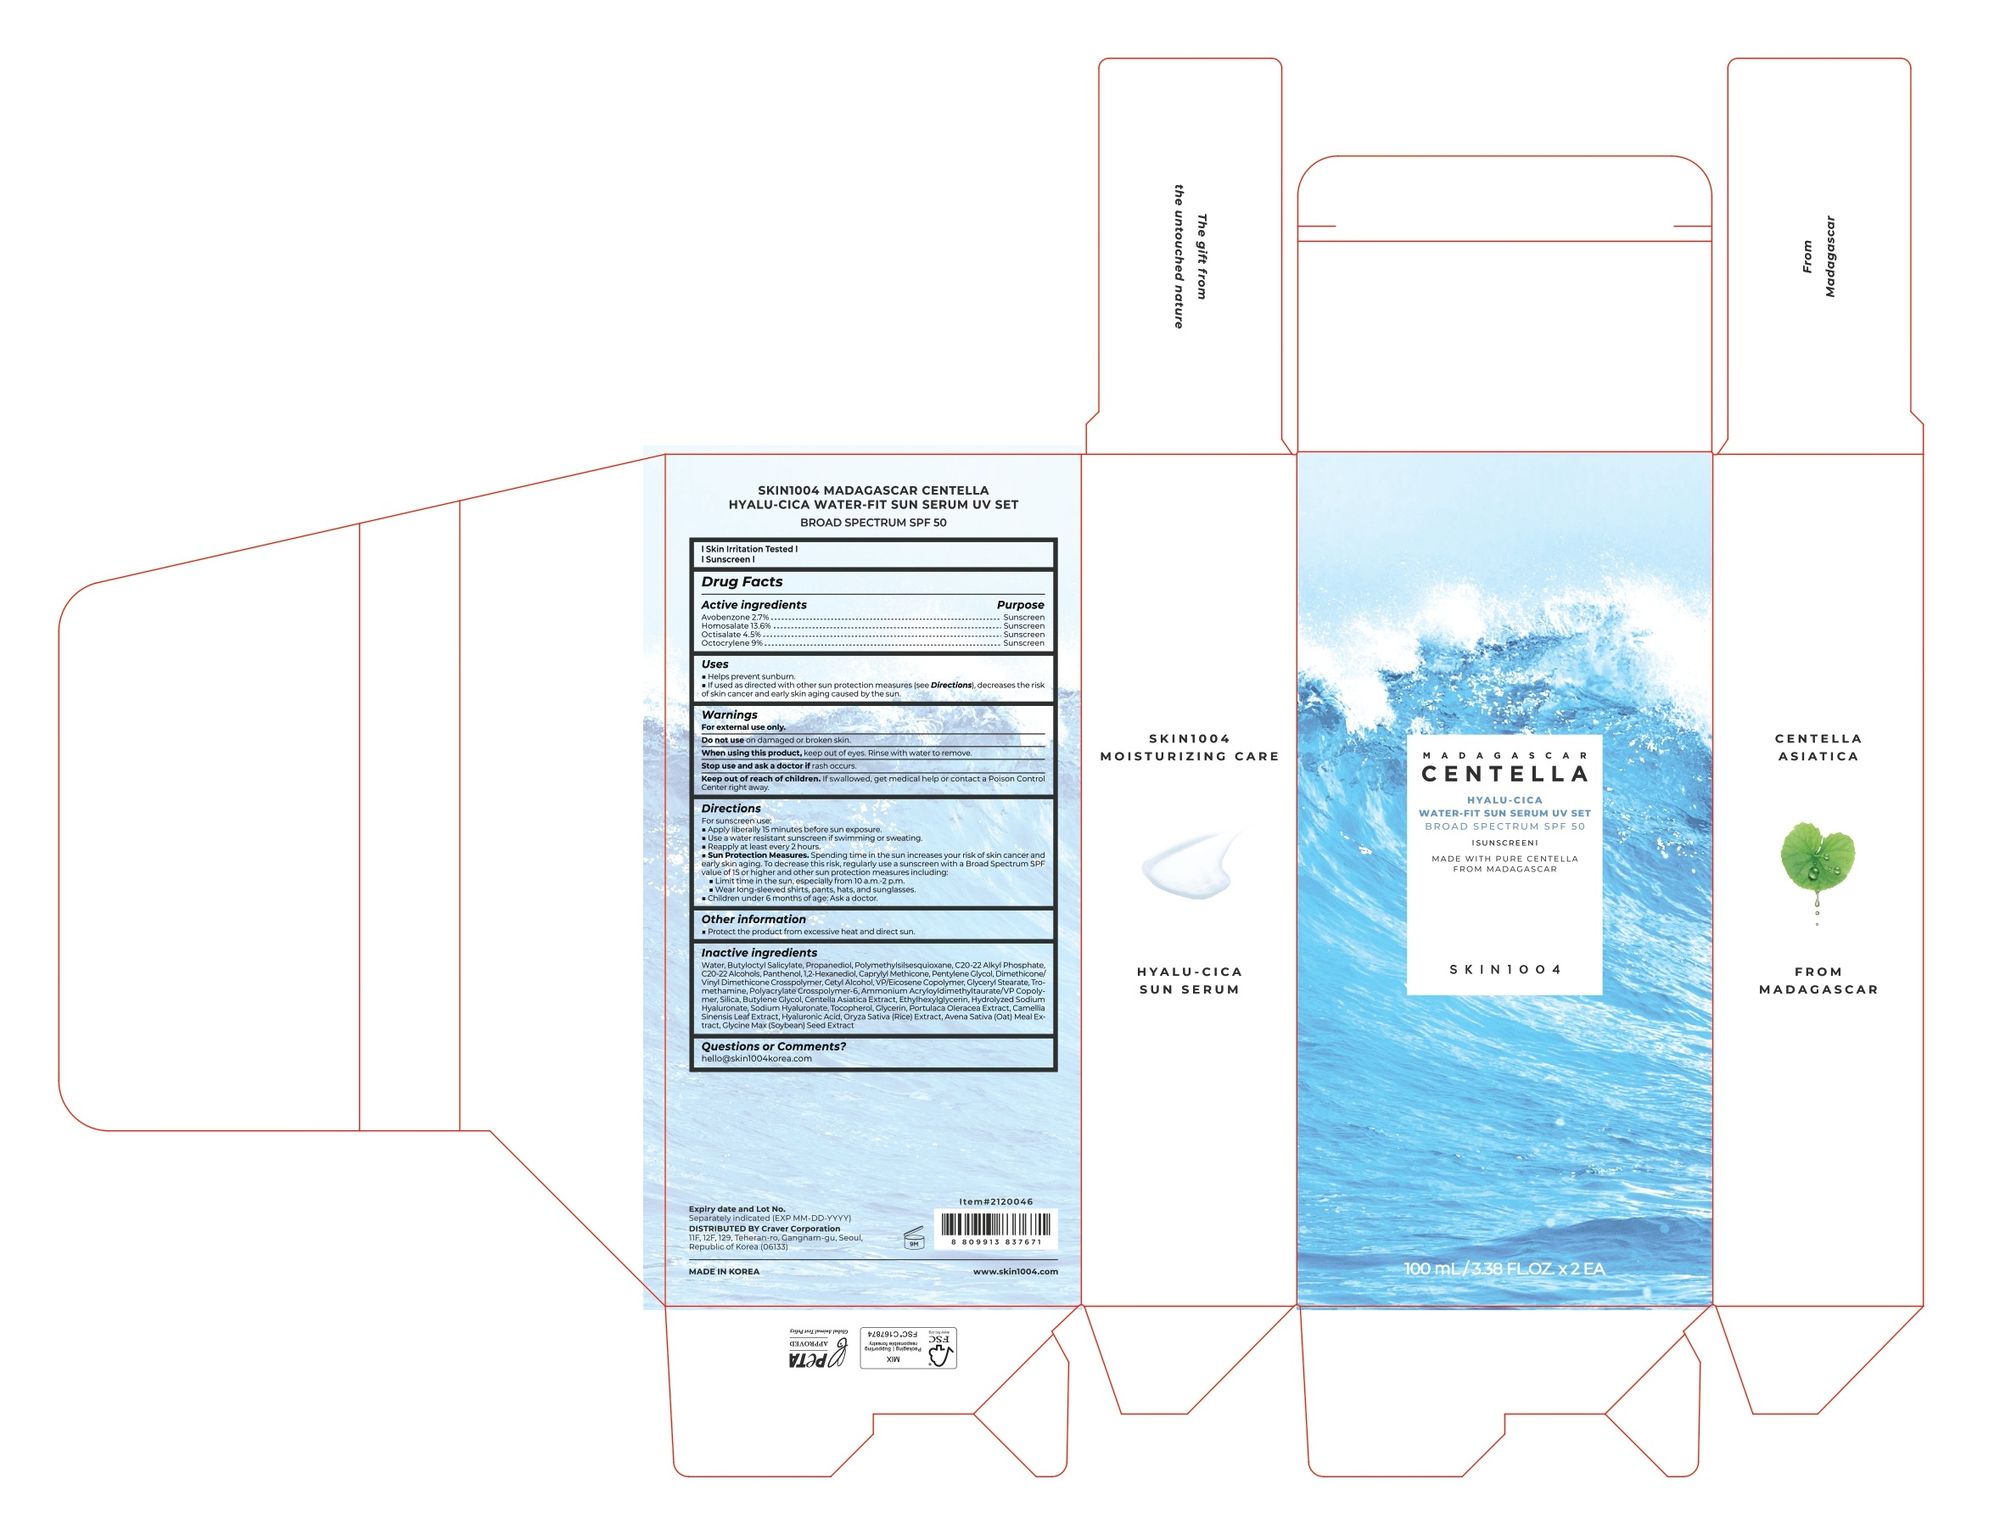 The gift from
the untouched nature
From
Madagascar
SKIN1004 MADAGASCAR CENTELLA
HYALU-CICA WATER-FIT SUN SERUM UV SET
BROAD SPECTRUM SPF 50
l Skin Irritation Tested l
l Sunscreen l
Drug Facts
Active ingredients Purpose
Avobenzone 2.7% Sunscreen
Homosalate 13.6% Sunscreen
Octisalate 4.5% Sunscreen
Octocrylene 9% Sunscreen
Uses
▪ Helps prevent sunburn.
▪ If used as directed with other sun protection measures (see Directions), decreases the risk
of skin cancer and early skin aging caused by the sun.
Warnings
For external use only.
Do not use on damaged or broken skin.
When using this product, keep out of eyes. Rinse with water to remove.
Stop use and ask a doctor if rash occurs.
Keep out of reach of children. If swallowed, get medical help or contact a Poison Control
Center right away.
Directions
For sunscreen use:
▪ Apply liberally 15 minutes before sun exposure.
▪ Use a water resistant sunscreen if swimming or sweating.
▪ Reapply at least every 2 hours.
▪ Sun Protection Measures. Spending time in the sun increases your risk of skin cancer and
early skin aging. To decrease this risk, regularly use a sunscreen with a Broad Spectrum SPF
value of 15 or higher and other sun protection measures including:
▪ Limit time in the sun, especially from 10 a.m.-2 p.m.
▪ Wear long-sleeved shirts, pants, hats, and sunglasses.
▪ Children under 6 months of age: Ask a doctor.
Other information
▪ Protect the product from excessive heat and direct sun.
Inactive ingredients
Water, Butyloctyl Salicylate, Propanediol, Polymethylsilsesquioxane, C20-22 Alkyl Phosphate,
C20-22 Alcohols, Panthenol, 1,2-Hexanediol, Caprylyl Methicone, Pentylene Glycol, Dimethicone/
Vinyl Dimethicone Crosspolymer, Cetyl Alcohol, VP/Eicosene Copolymer, Glyceryl Stearate, Tro-
methamine, Polyacrylate Crosspolymer-6, Ammonium Acryloyldimethyltaurate/VP Copoly-
mer, Silica, Butylene Glycol, Centella Asiatica Extract, Ethylhexylglycerin, Hydrolyzed Sodium
Hyaluronate, Sodium Hyaluronate, Tocopherol, Glycerin, Portulaca Oleracea Extract, Camellia
Sinensis Leaf Extract, Hyaluronic Acid, Oryza Sativa (Rice) Extract, Avena Sativa (Oat) Meal Ex-
tract, Glycine Max (Soybean) Seed Extract
Questions or Comments?
hello@skin1004korea.com
Item#2120046
Expiry date and Lot No.
Separately indicated (EXP MM-DD-YYYY)
DISTRIBUTED BY Craver Corporation
11F, 12F, 129, Teheran-ro, Gangnam-gu, Seoul,
Republic of Korea (06133)
9M
8 809913 837671
MADE IN KOREA www.skin1004.com
SKIN1004
MOISTURIZING CARE
HYALU-CICA
SUN SERUM
MADAGASCAR
CENTELLA
HYALU-CICA
WATER-FIT SUN SERUM UV SET
BROAD SPECTRUM SPF 50
lSUNSCREENl
MADE WITH PURE CENTELLA
FROM MADAGASCAR
SKIN1004
100 mL / 3.38 FL.OZ. x 2 EA
CENTELLA
ASIATICA
FROM
MADAGASCAR
FSC
www.fsc.org
MIX
Packaging | Supporting
responsible forestry
FSC® C167874
PETA
APPROVED
Global Animal Test Policy